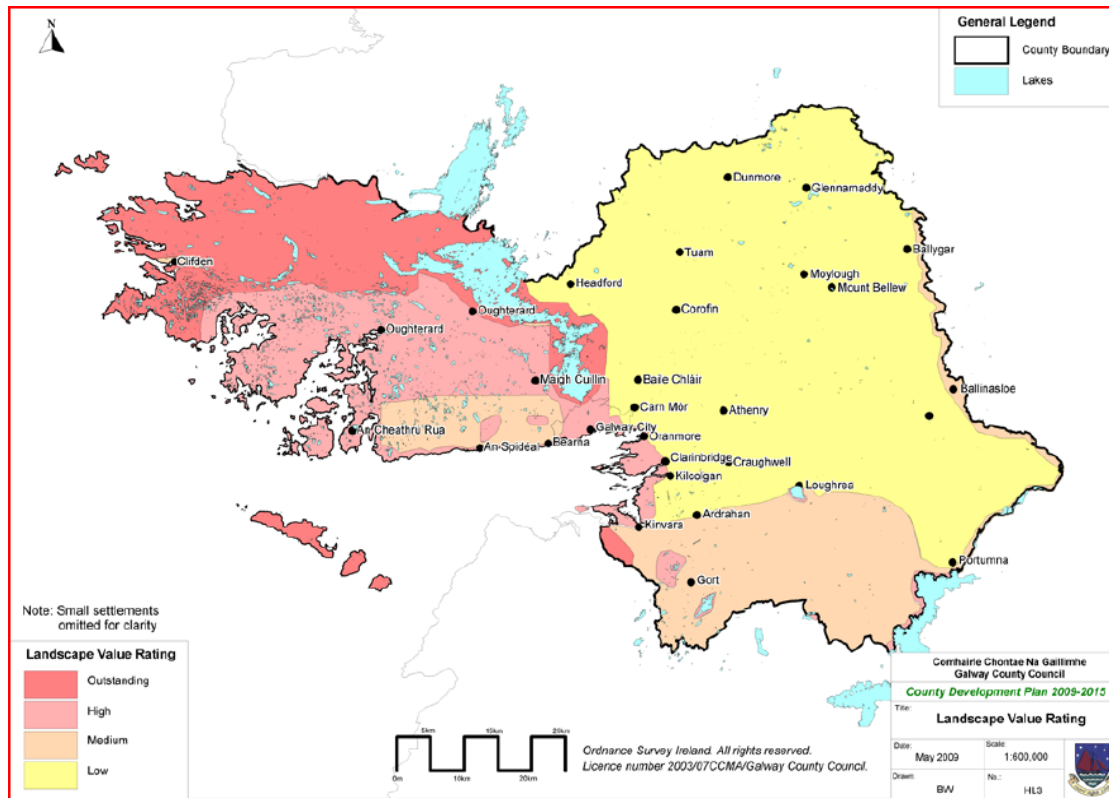 N
General Legend
County Boundary
Lakes
Dunmore
Glennamaddy
Ballygar
Clifden
Tuam
Moylough
Mount Bellew
Headford
Corofin
Oughterard
Oughterard
Maigh Cuillin
Baile Chláir
Ballinasloe
Carn Mór
Athenry
An Cheathru Rua
Galway City
Oranmore
Bearna
An Spidéal
Clarinbridge
Craughwell
Kilcolgan
Loughrea
Ardrahan
Kinvara
Portumna
Gort
Note: Small settlements
omitted for clarity
Landscape Value Rating
Outstanding
High
Medium
Low
5km 15km 25km
0m 10km 20km
Ordnance Survey Ireland. All rights reserved.
Licence number 2003/07CCMA/Galway County Council.
Comhairle Chontae Na Gaillimhe
Galway County Council
County Development Plan 2009-2015
Title:
Landscape Value Rating
Date: Scale
May 2009 1:600,000
Drawn: No.:
BW HL3